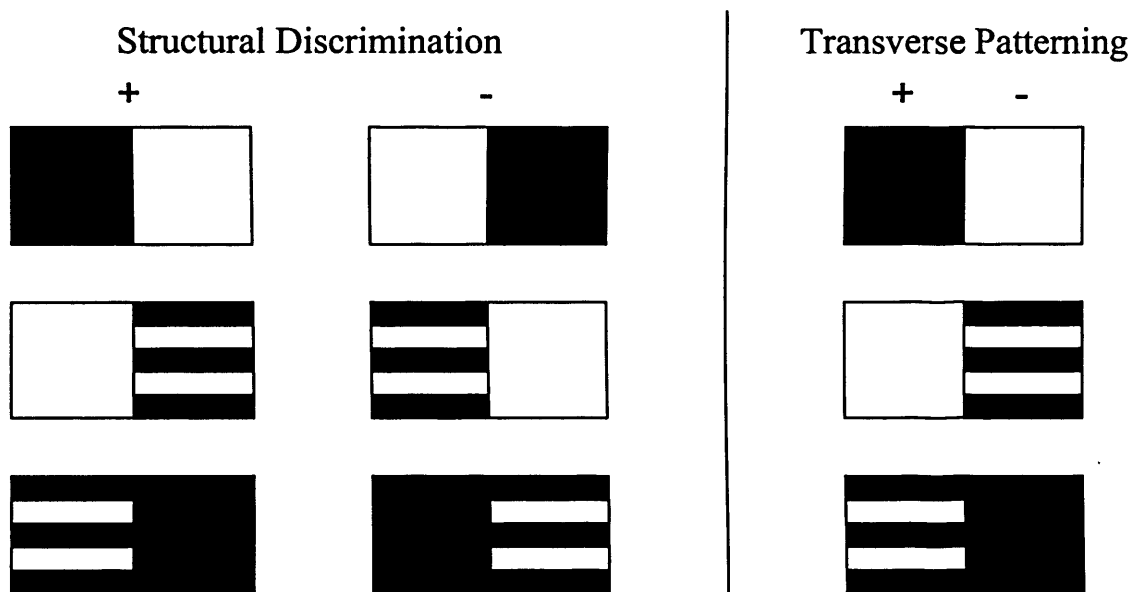 Structural Discrimination
+ -
Transverse Patterning
+ -